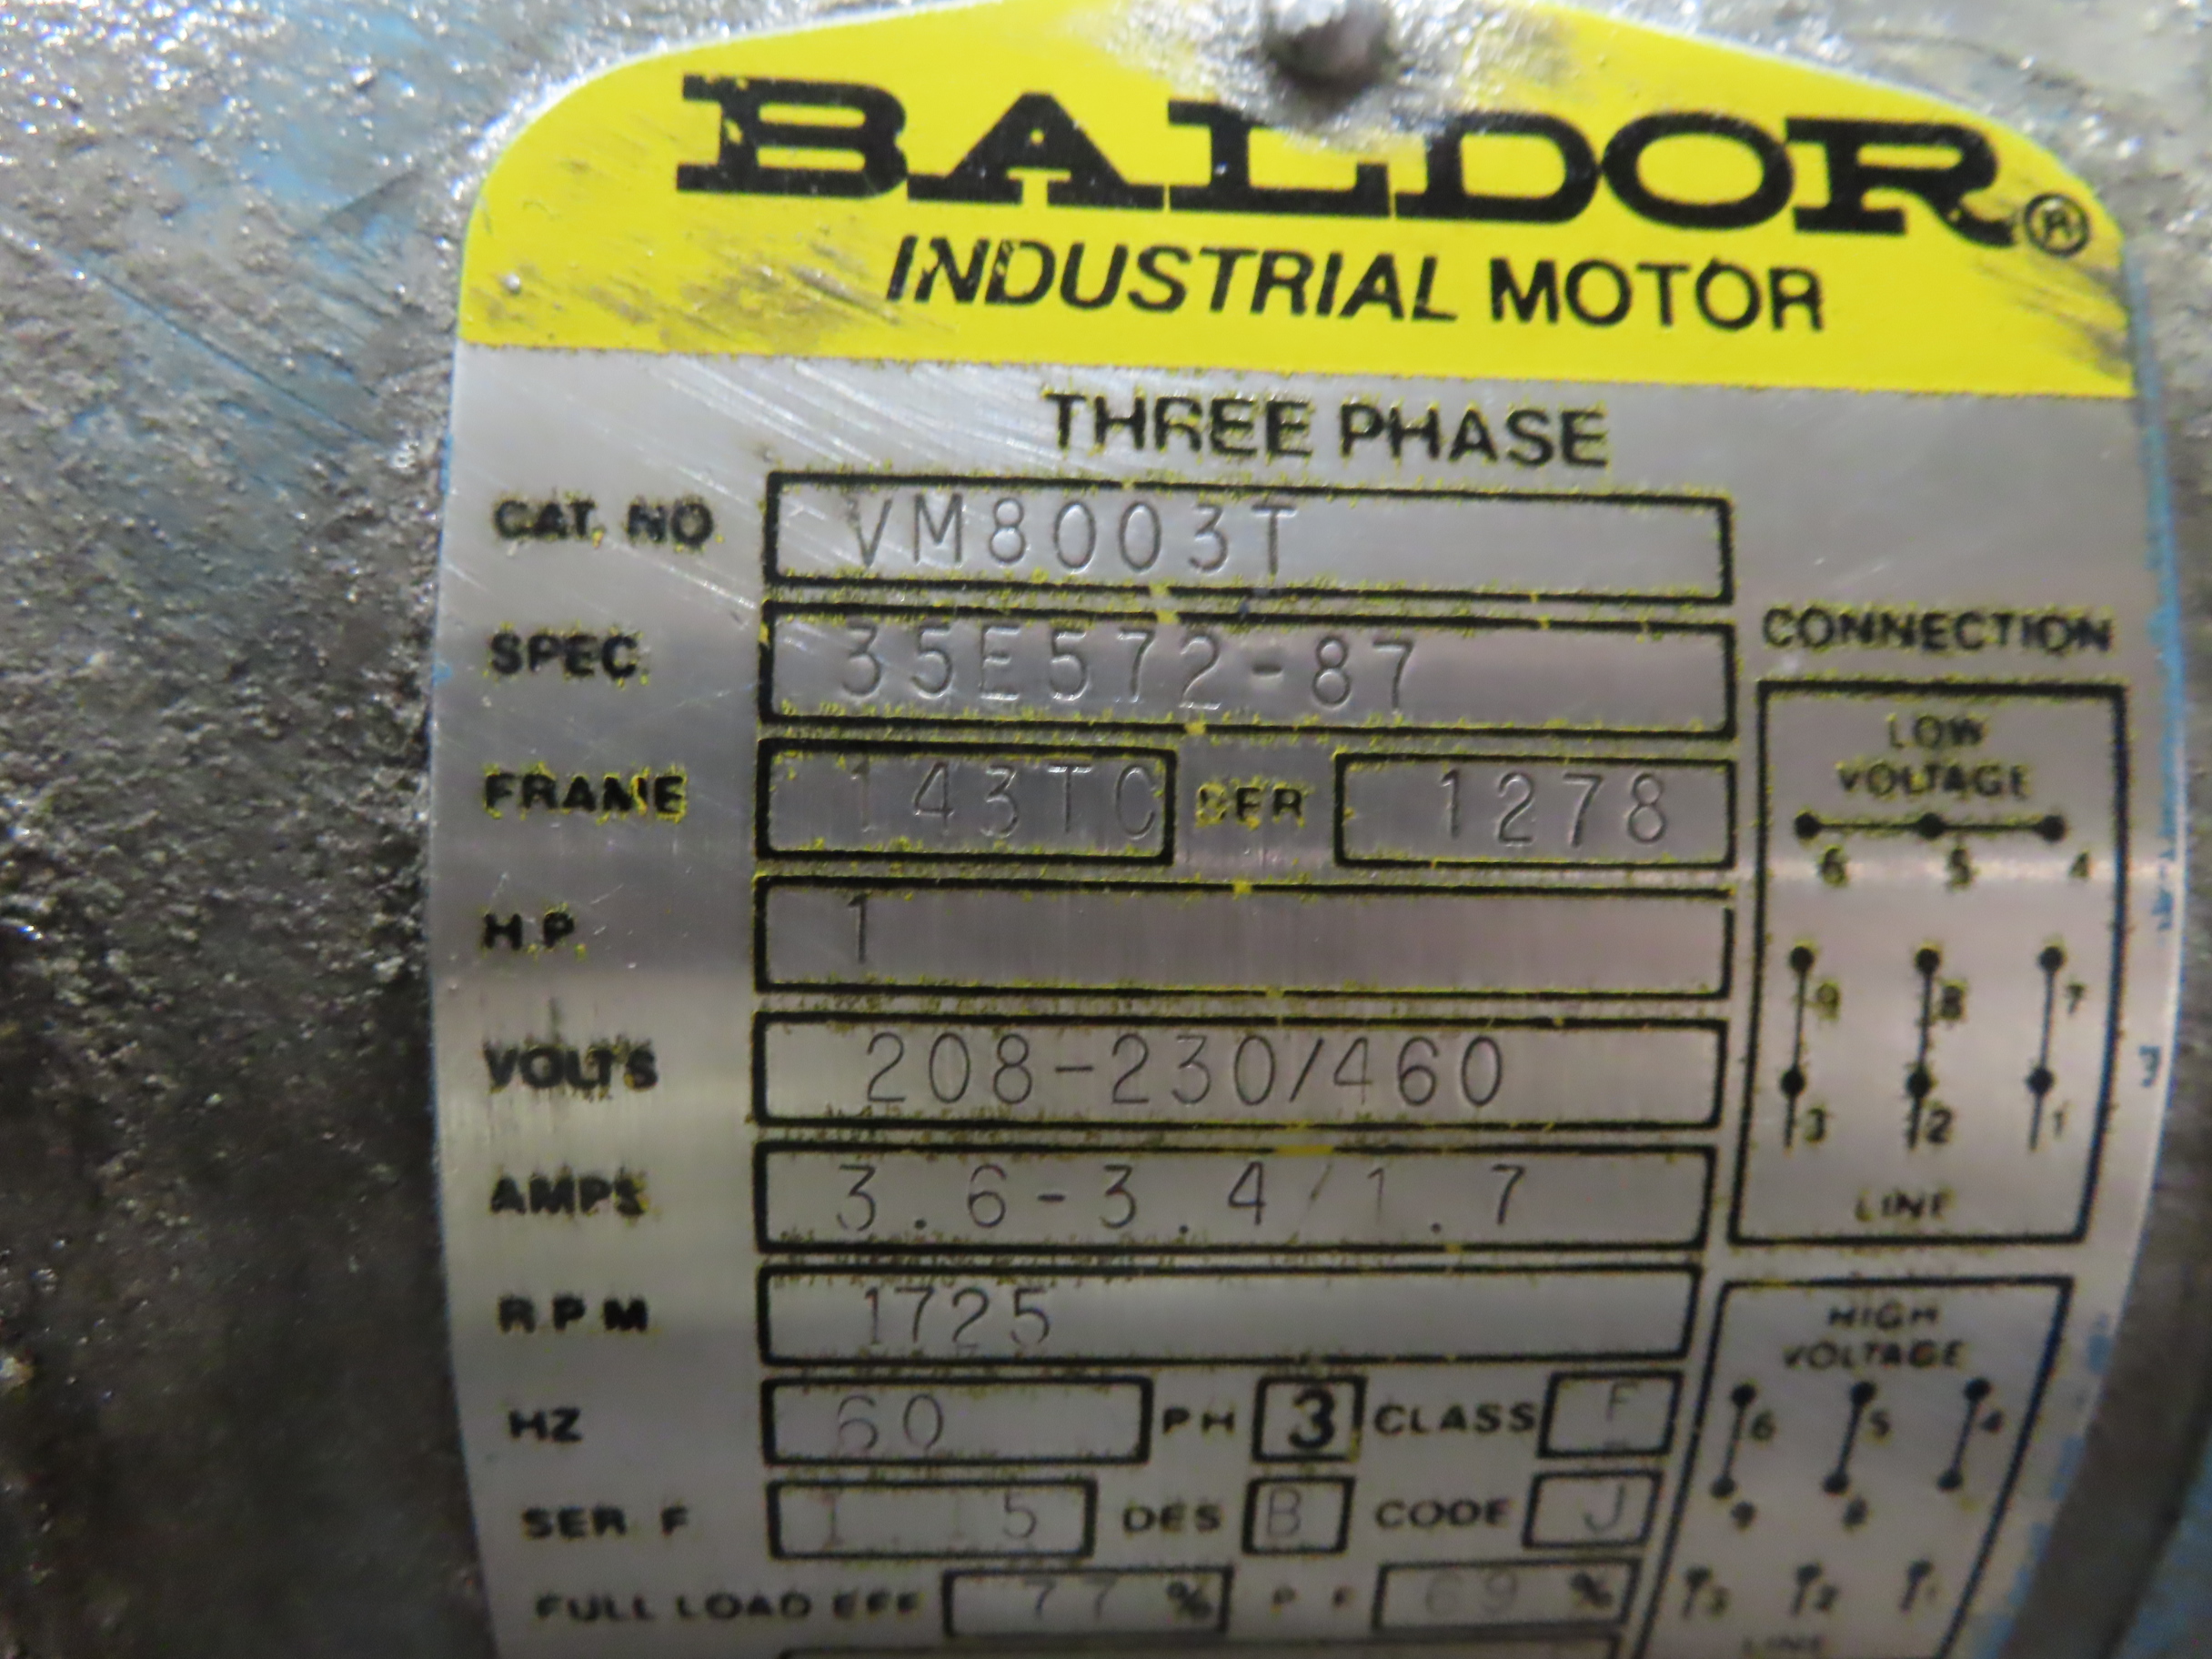 BALDOR®
INDUSTRIAL MOTOR
THREE PHASE
CAT. NO VM8003T
SPEC 35E572-87
FRAME 143TC SER 1278
H.P. 1
VOLTS 208-230/460
AMPS 3.6-3.4/1.7
R P M 1725
HZ 60 PH 3 CLASS F
SER F 1.15 DES B CODE J
FULL LOAD EFF 77 % P F 69 %
CONNECTION
LOW
VOLTAGE
6 5 4
9 8 7
3 2 1
LINE
HIGH
VOLTAGE
6 5 4
9 8
3 2 1
LINE